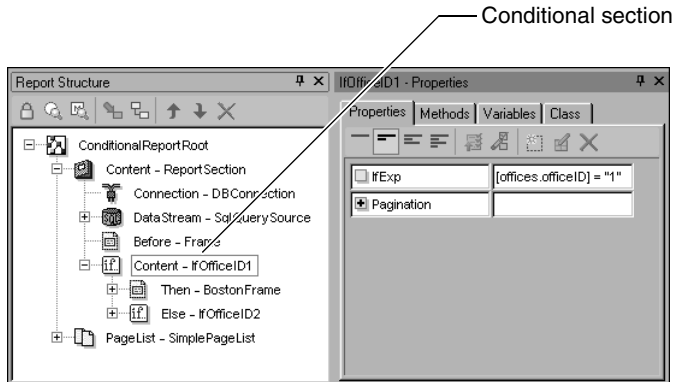 Conditional section
Report Structure
IfOfficeID1 - Properties
Properties Methods Variables Class
ConditionalReportRoot
Content - ReportSection
Connection - DBConnection
DataStream - SqlQuerySource
Before - Frame
Content - IfOfficeID1
Then - BostonFrame
Else - IfOfficeID2
PageList - SimplePageList
IfExp [offices.officeID] = "1"
Pagination